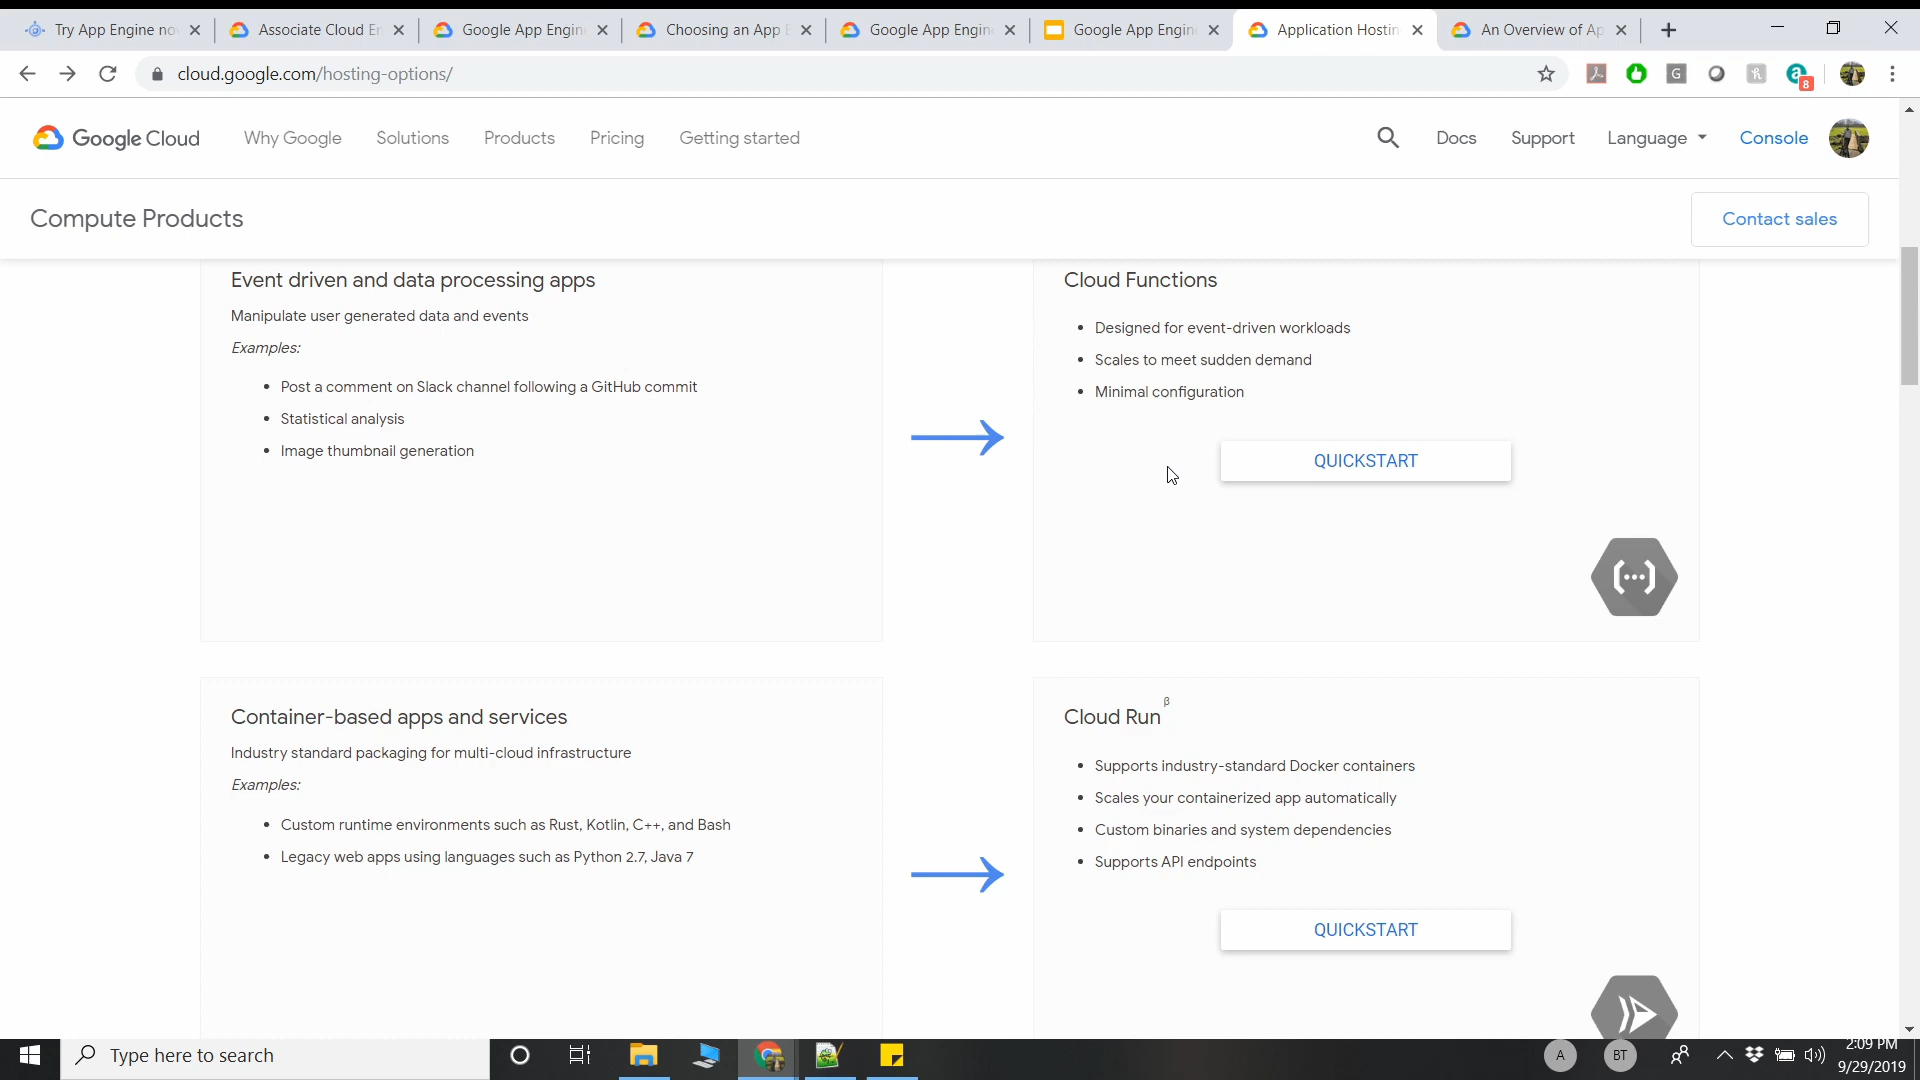 Try App Engine no
Associate Cloud E
Google App Engin
Choosing an App E
Google App Engin
Google App Engin
Application Hostin
An Overview of Ap
cloud.google.com/hosting-options/
G
a
8
Google Cloud
Why Google
Solutions
Products
Pricing
Getting started
Docs
Support
Language
Console
Compute Products
Contact sales
Event driven and data processing apps
Manipulate user generated data and events
Examples:
• Post a comment on Slack channel following a GitHub commit
• Statistical analysis
• Image thumbnail generation
Cloud Functions
• Designed for event-driven workloads
• Scales to meet sudden demand
• Minimal configuration
QUICKSTART
Container-based apps and services
Industry standard packaging for multi-cloud infrastructure
Examples:
• Custom runtime environments such as Rust, Kotlin, C++, and Bash
• Legacy web apps using languages such as Python 2.7, Java 7
Cloud Run β
• Supports industry-standard Docker containers
• Scales your containerized app automatically
• Custom binaries and system dependencies
• Supports API endpoints
QUICKSTART
Type here to search
A
BT
2:09 PM
9/29/2019